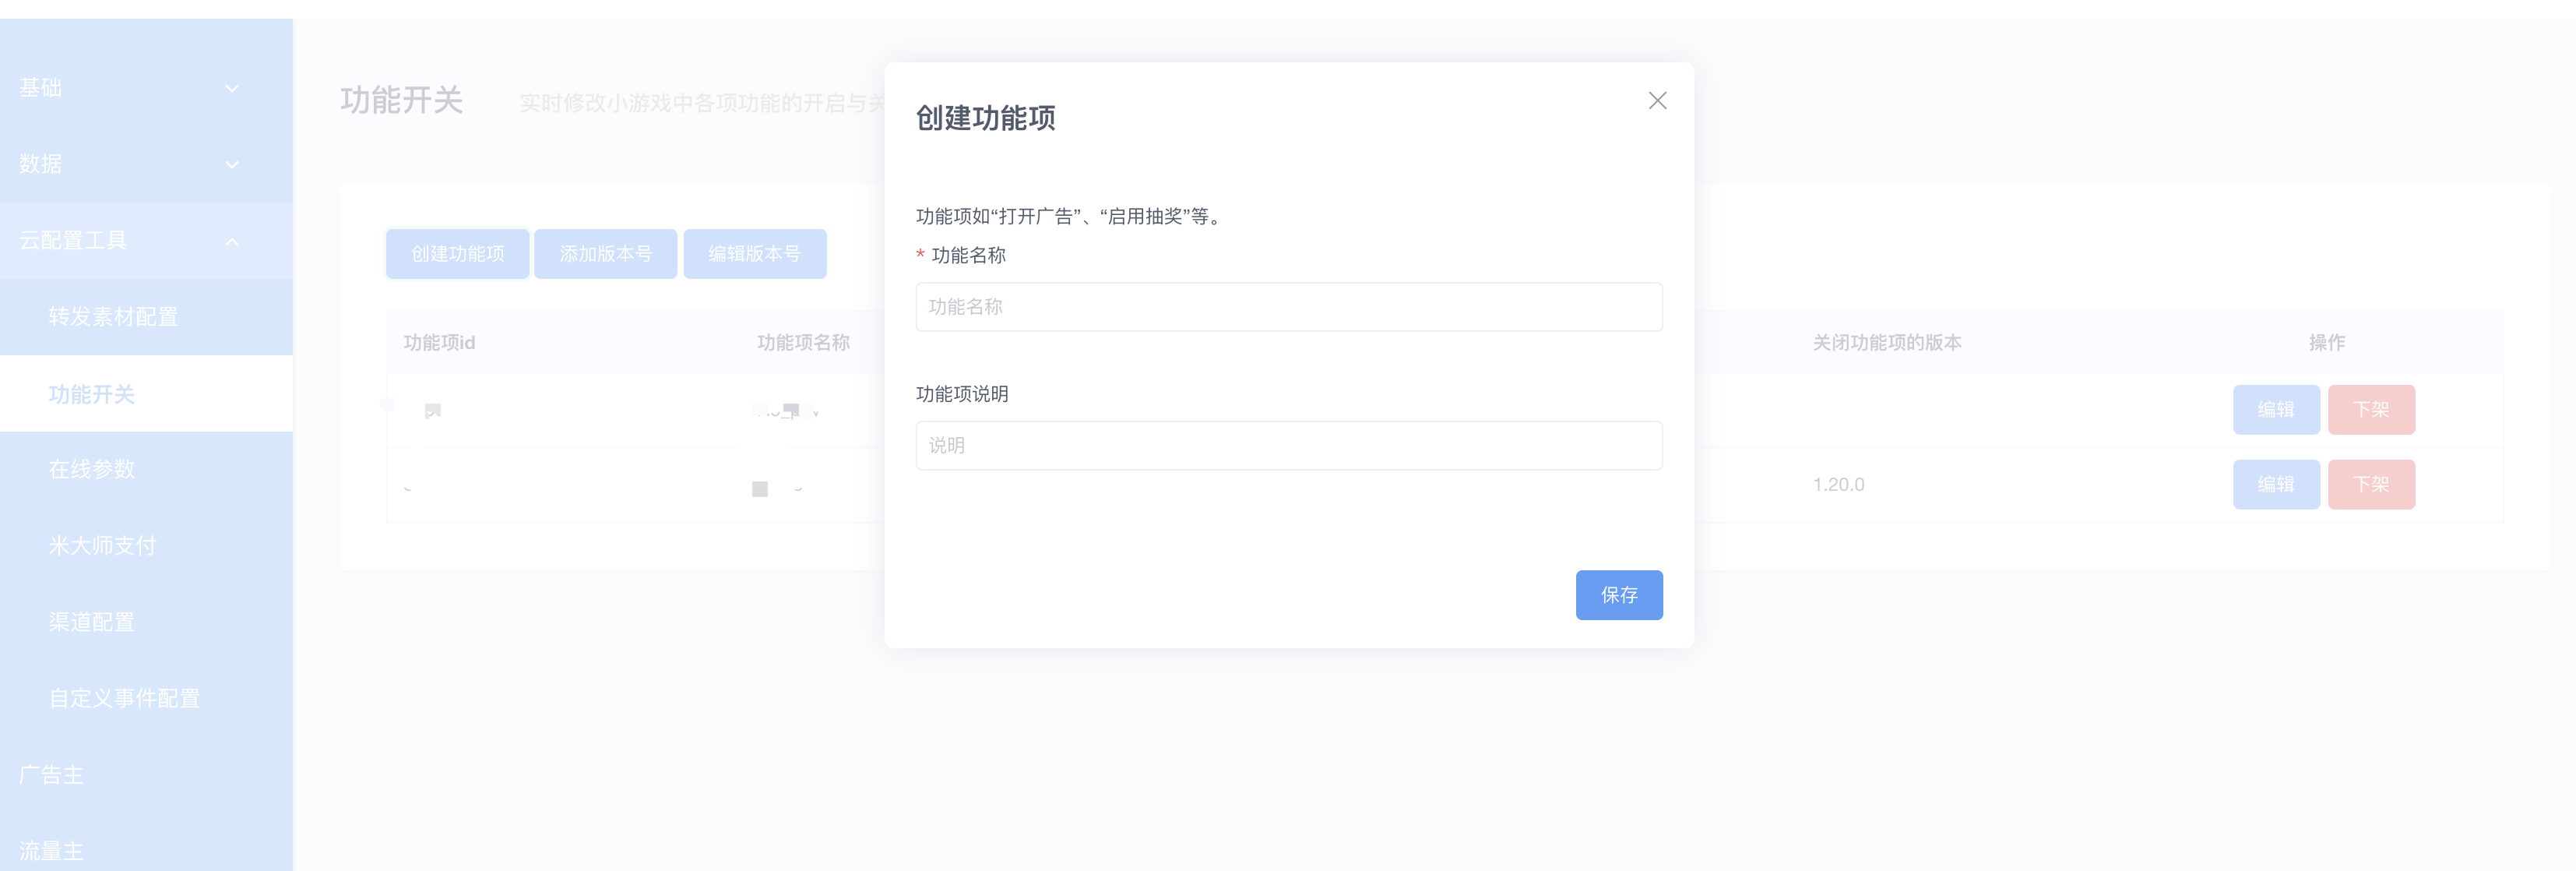 基础
数据
云配置工具
转发素材配置
功能开关
在线参数
米大师支付
渠道配置
自定义事件配置
广告主
流量主
功能开关 实时修改小游戏中各项功能的开启与关
创建功能项 添加版本号 编辑版本号
功能项id 功能项名称 关闭功能项的版本 操作
编辑 下架
1.20.0 编辑 下架
创建功能项
功能项如“打开广告”、“启用抽奖”等。
* 功能名称
功能名称
功能项说明
说明
保存